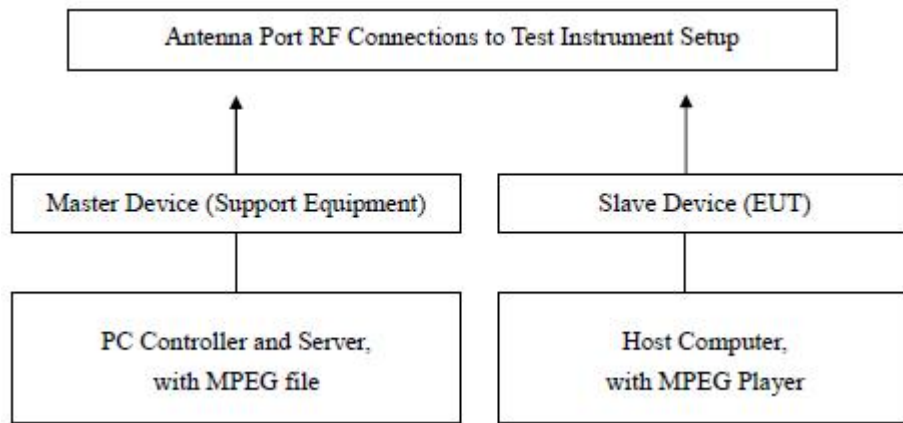 Antenna Port RF Connections to Test Instrument Setup
Master Device (Support Equipment)
Slave Device (EUT)
PC Controller and Server,
with MPEG file
Host Computer,
with MPEG Player